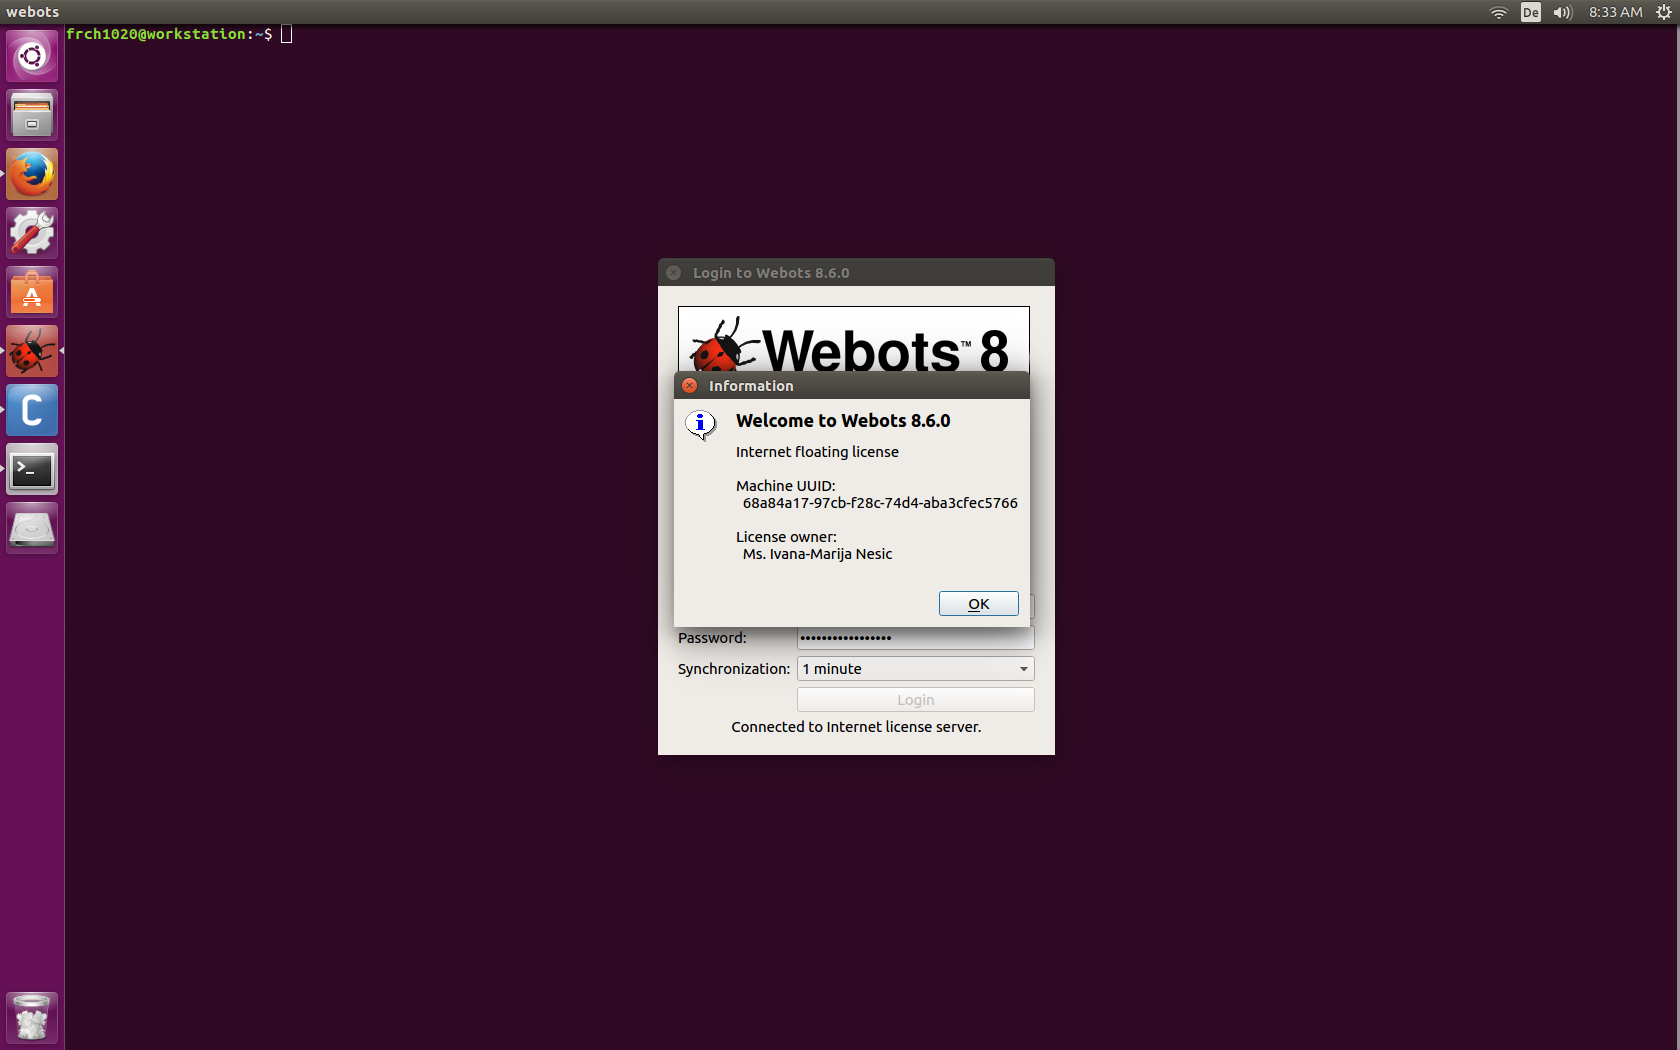 webots
De
8:33 AM
frch1020@workstation:~$
Login to Webots 8.6.0
Webots™ 8
Information
Welcome to Webots 8.6.0
Internet floating license
Machine UUID:
68a84a17-97cb-f28c-74d4-aba3cfec5766
License owner:
Ms. Ivana-Marija Nesic
OK
Password: •••••••••••••••••
Synchronization: 1 minute
Login
Connected to Internet license server.